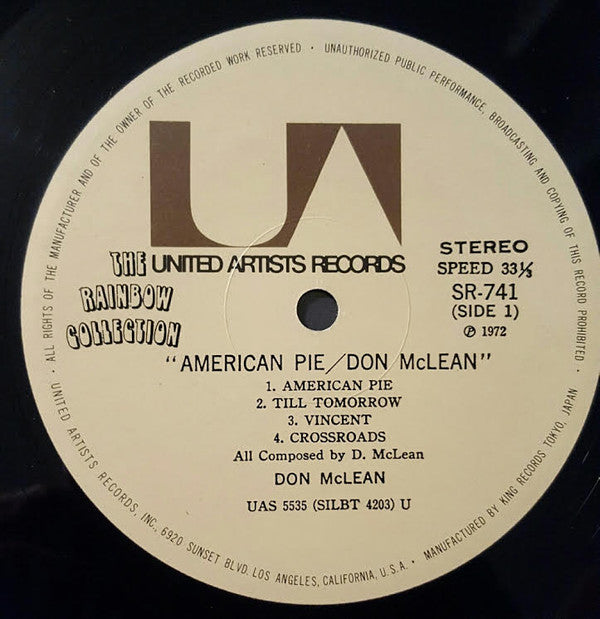 · ALL RIGHTS OF THE MANUFACTURER AND OF THE OWNER OF THE RECORDED WORK RESERVED · UNAUTHORIZED PUBLIC PERFORMANCE, BROADCASTING AND COPYING OF THIS RECORD PROHIBITED ·
UA
THE
RAINBOW
COLLECTION
UNITED ARTISTS RECORDS
STEREO
SPEED 33⅓
SR-741
(SIDE 1)
℗ 1972
"AMERICAN PIE/DON McLEAN"
1. AMERICAN PIE
2. TILL TOMORROW
3. VINCENT
4. CROSSROADS
All Composed by D. McLean
DON McLEAN
UAS 5535 (SILBT 4203) U
UNITED ARTISTS RECORDS, INC., 6920 SUNSET BLVD. LOS ANGELES, CALIFORNIA, U.S.A. · MANUFACTURED BY KING RECORDS TOKYO, JAPAN